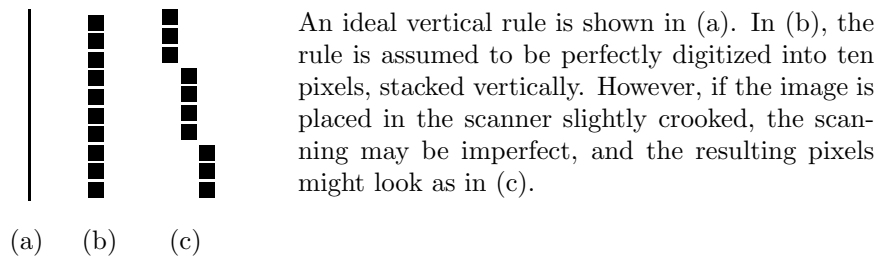 An ideal vertical rule is shown in (a). In (b), the
rule is assumed to be perfectly digitized into ten
pixels, stacked vertically. However, if the image is
placed in the scanner slightly crooked, the scan-
ning may be imperfect, and the resulting pixels
might look as in (c).
(a) (b) (c)